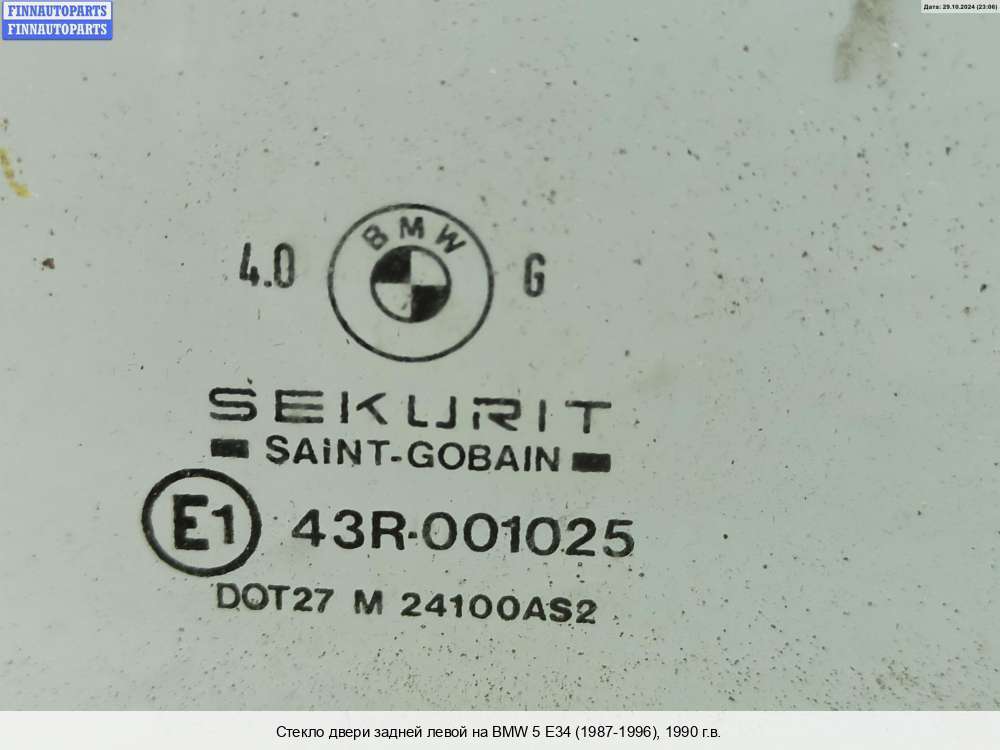 FINNAUTOPARTS
FINNAUTOPARTS
Дата: 29.10.2024 (23:06)
BMW
4.0
G
SEKURIT
SAiNT-GOBAIN
E1 43R-001025
DOT27 M 24100AS2
Стекло двери задней левой на BMW 5 E34 (1987-1996), 1990 г.в.